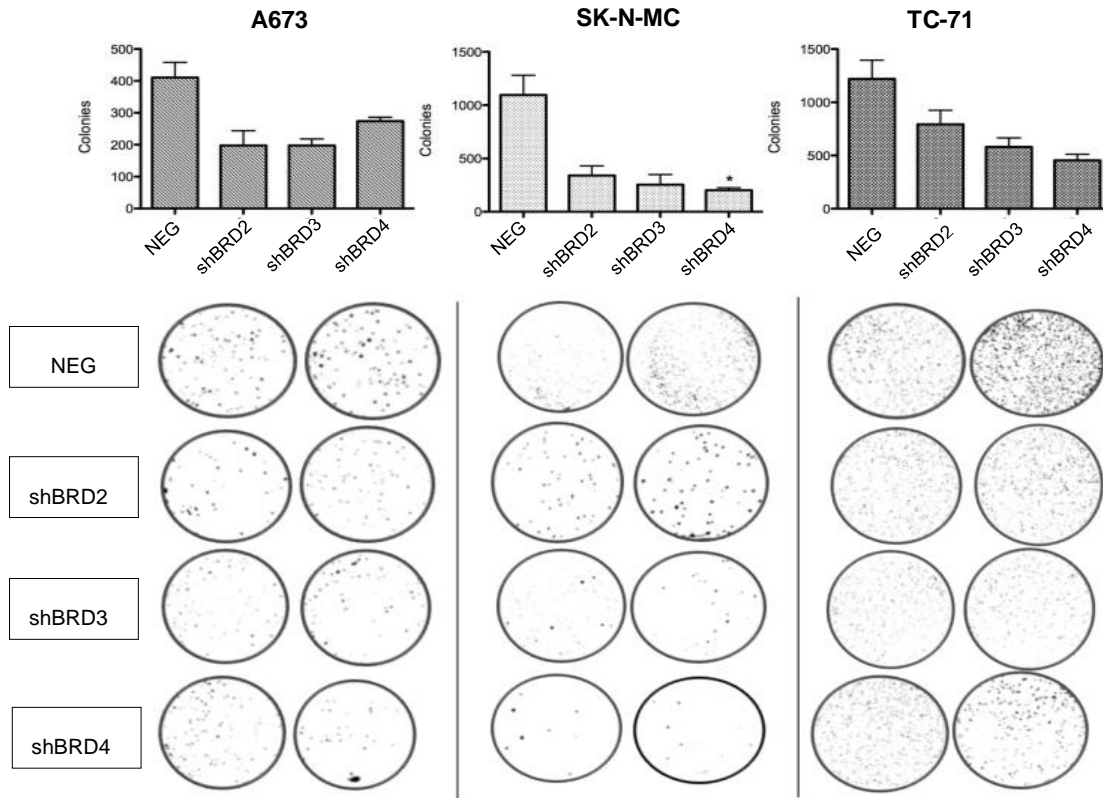 A673
SK-N-MC
TC-71
500
400
300
200
100
0
Colonies
NEG
shBRD2
shBRD3
shBRD4
1500
1000
500
0
Colonies
*
NEG
shBRD2
shBRD3
shBRD4
1500
1000
500
0
Colonies
NEG
shBRD2
shBRD3
shBRD4
NEG
shBRD2
shBRD3
shBRD4